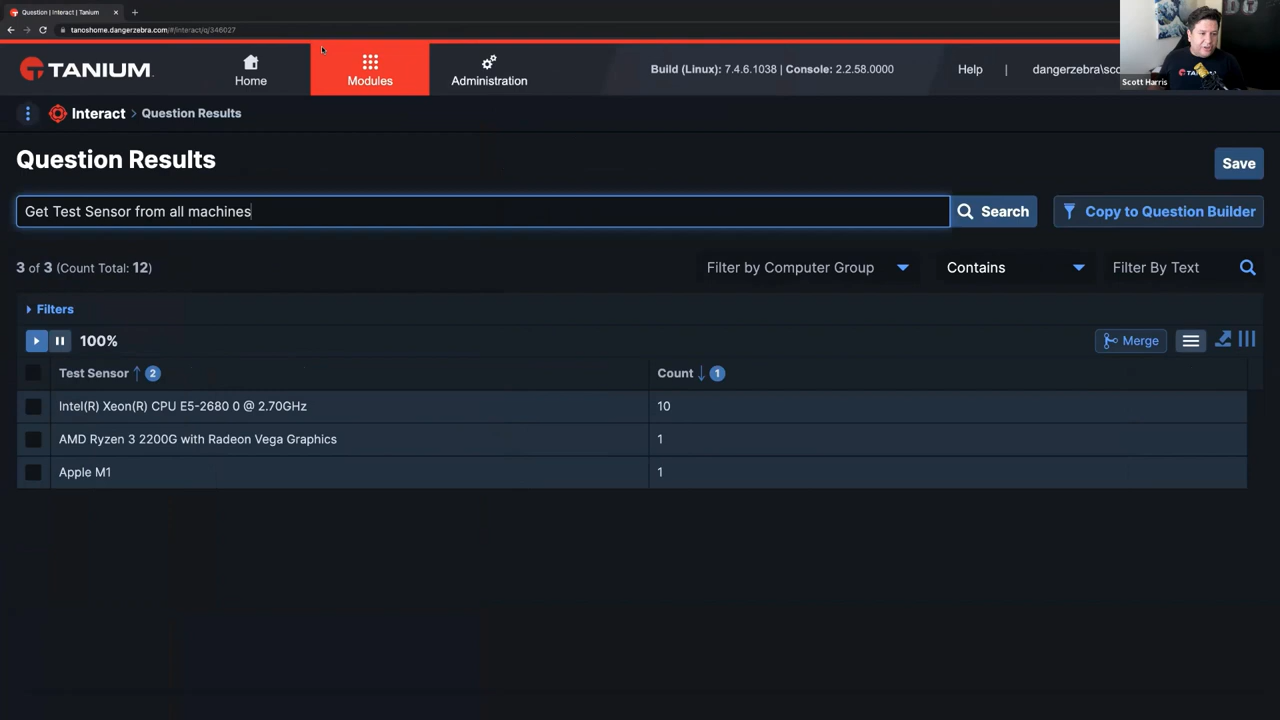 Question | Interact | Tanium
tanoshome.dangerzebra.com/#/interact/q/346027
TANIUM
Home
Modules
Administration
Build (Linux): 7.4.6.1038 | Console: 2.2.58.0000
Help
dangerzebra\sco
TANIUM
Scott Harris
Interact > Question Results
Question Results
Save
Get Test Sensor from all machines
Search
Copy to Question Builder
3 of 3 (Count Total: 12)
Filter by Computer Group
Contains
Filter By Text
Filters
100%
Merge
Test Sensor 2
Count 1
Intel(R) Xeon(R) CPU E5-2680 0 @ 2.70GHz 10
AMD Ryzen 3 2200G with Radeon Vega Graphics 1
Apple M1 1